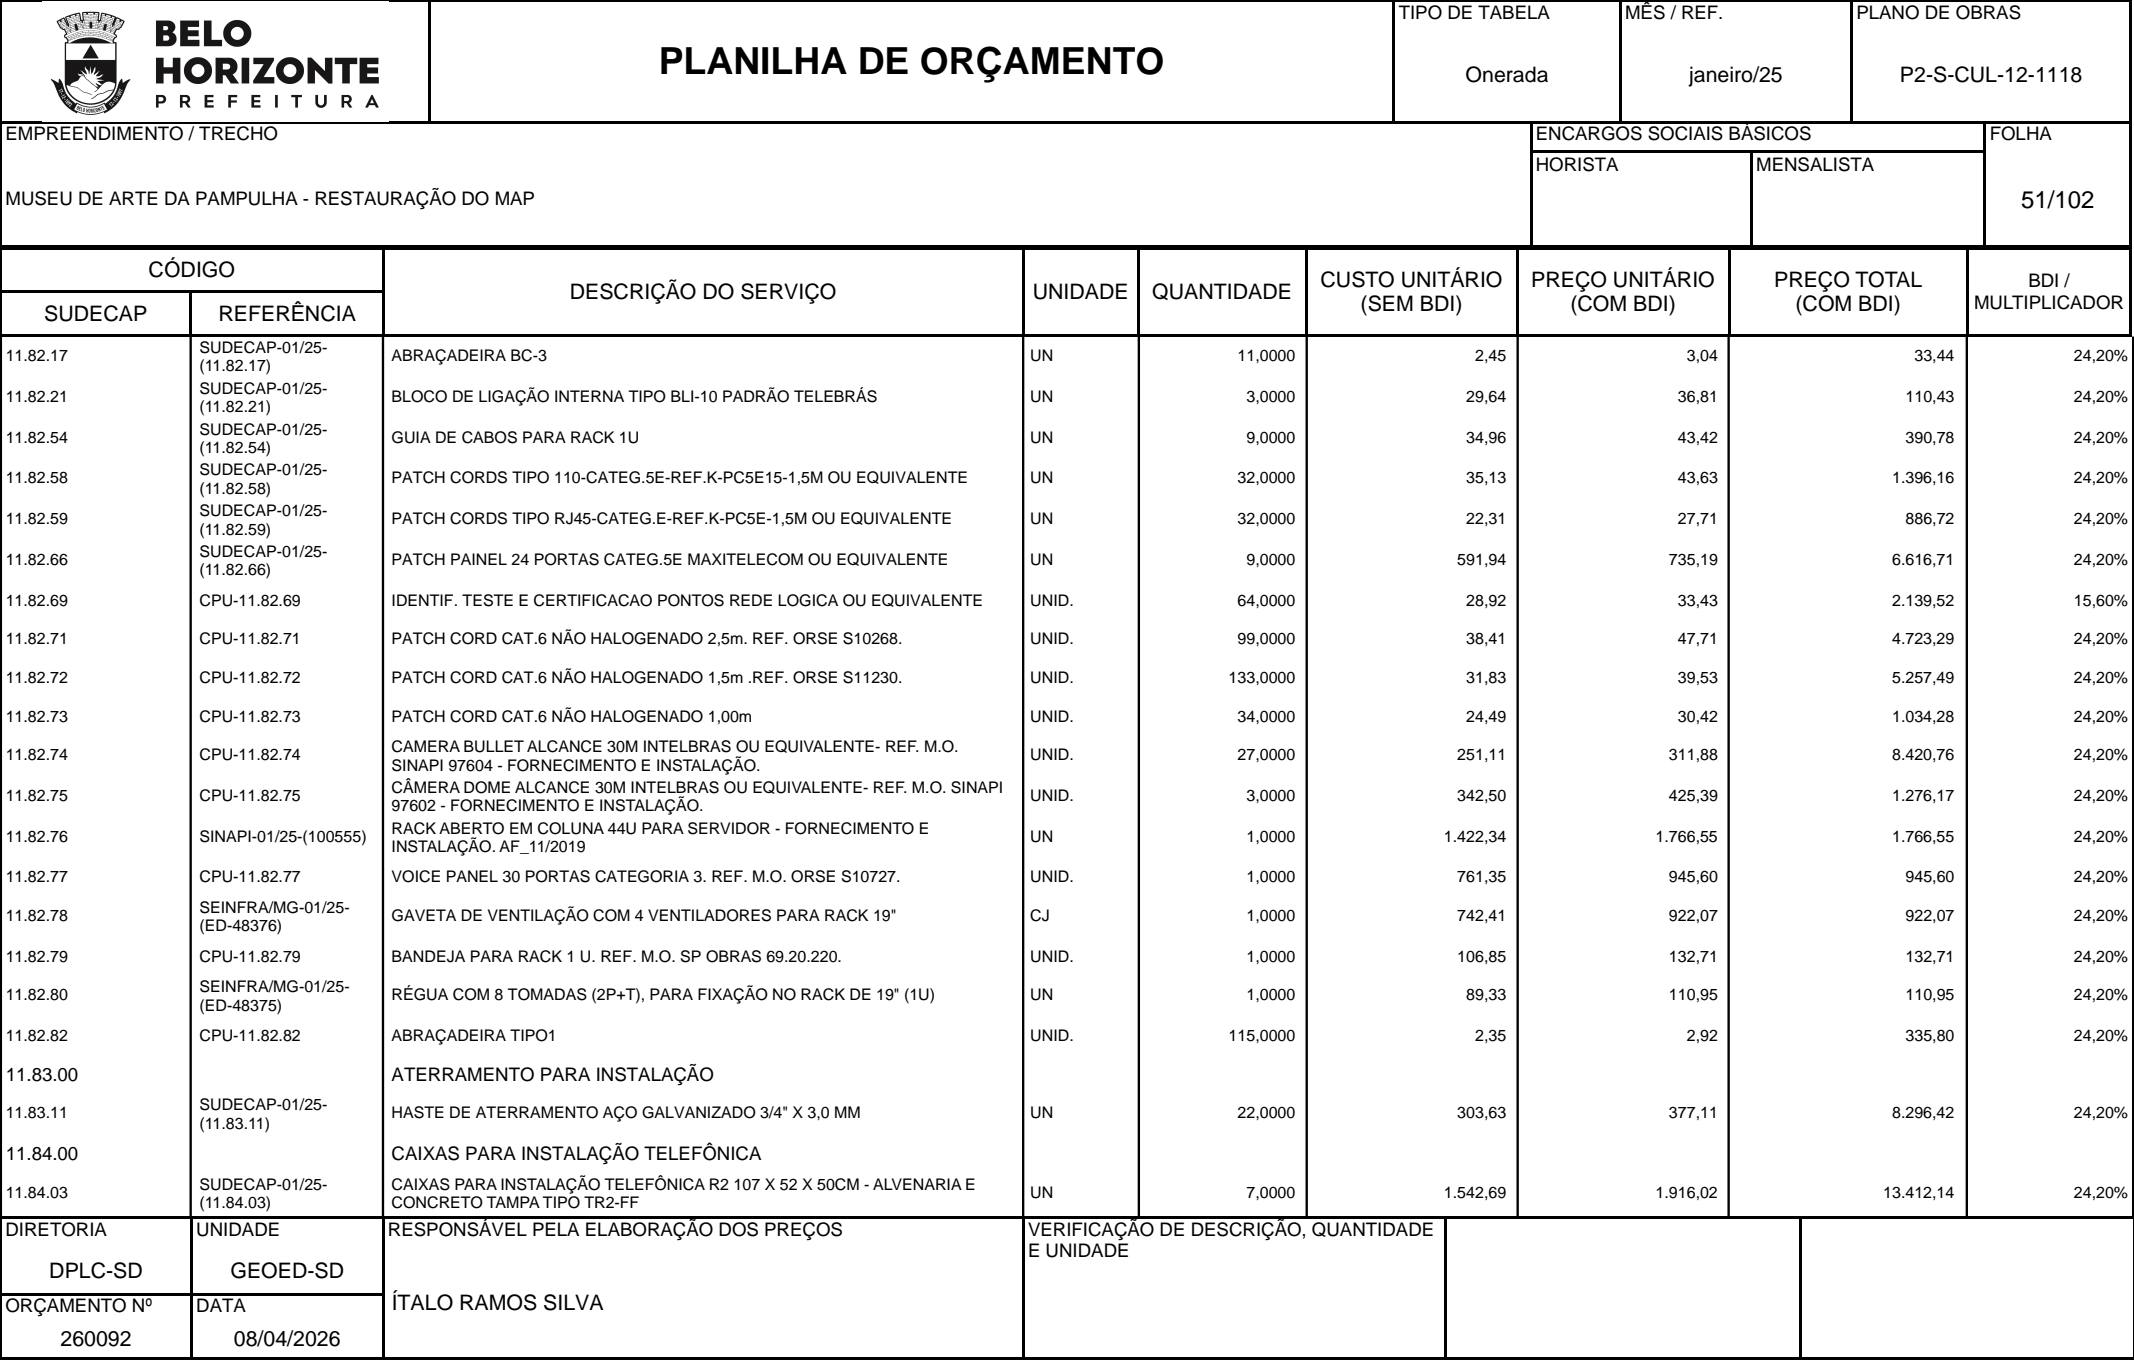 BELO
HORIZONTE
PREFEITURA
PLANILHA DE ORÇAMENTO
TIPO DE TABELA
Onerada
MÊS / REF.
janeiro/25
PLANO DE OBRAS
P2-S-CUL-12-1118
EMPREENDIMENTO / TRECHO
MUSEU DE ARTE DA PAMPULHA - RESTAURAÇÃO DO MAP
ENCARGOS SOCIAIS BÁSICOS
HORISTA
MENSALISTA
FOLHA
51/102
CÓDIGO
SUDECAP
REFERÊNCIA
DESCRIÇÃO DO SERVIÇO
UNIDADE
QUANTIDADE
CUSTO UNITÁRIO
(SEM BDI)
PREÇO UNITÁRIO
(COM BDI)
PREÇO TOTAL
(COM BDI)
BDI /
MULTIPLICADOR
11.82.17 SUDECAP-01/25-
(11.82.17) ABRAÇADEIRA BC-3 UN 11,0000 2,45 3,04 33,44 24,20%
11.82.21 SUDECAP-01/25-
(11.82.21) BLOCO DE LIGAÇÃO INTERNA TIPO BLI-10 PADRÃO TELEBRÁS UN 3,0000 29,64 36,81 110,43 24,20%
11.82.54 SUDECAP-01/25-
(11.82.54) GUIA DE CABOS PARA RACK 1U UN 9,0000 34,96 43,42 390,78 24,20%
11.82.58 SUDECAP-01/25-
(11.82.58) PATCH CORDS TIPO 110-CATEG.5E-REF.K-PC5E15-1,5M OU EQUIVALENTE UN 32,0000 35,13 43,63 1.396,16 24,20%
11.82.59 SUDECAP-01/25-
(11.82.59) PATCH CORDS TIPO RJ45-CATEG.E-REF.K-PC5E-1,5M OU EQUIVALENTE UN 32,0000 22,31 27,71 886,72 24,20%
11.82.66 SUDECAP-01/25-
(11.82.66) PATCH PAINEL 24 PORTAS CATEG.5E MAXITELECOM OU EQUIVALENTE UN 9,0000 591,94 735,19 6.616,71 24,20%
11.82.69 CPU-11.82.69 IDENTIF. TESTE E CERTIFICACAO PONTOS REDE LOGICA OU EQUIVALENTE UNID. 64,0000 28,92 33,43 2.139,52 15,60%
11.82.71 CPU-11.82.71 PATCH CORD CAT.6 NÃO HALOGENADO 2,5m. REF. ORSE S10268. UNID. 99,0000 38,41 47,71 4.723,29 24,20%
11.82.72 CPU-11.82.72 PATCH CORD CAT.6 NÃO HALOGENADO 1,5m .REF. ORSE S11230. UNID. 133,0000 31,83 39,53 5.257,49 24,20%
11.82.73 CPU-11.82.73 PATCH CORD CAT.6 NÃO HALOGENADO 1,00m UNID. 34,0000 24,49 30,42 1.034,28 24,20%
11.82.74 CPU-11.82.74 CAMERA BULLET ALCANCE 30M INTELBRAS OU EQUIVALENTE- REF. M.O.
SINAPI 97604 - FORNECIMENTO E INSTALAÇÃO. UNID. 27,0000 251,11 311,88 8.420,76 24,20%
11.82.75 CPU-11.82.75 CÂMERA DOME ALCANCE 30M INTELBRAS OU EQUIVALENTE- REF. M.O. SINAPI
97602 - FORNECIMENTO E INSTALAÇÃO. UNID. 3,0000 342,50 425,39 1.276,17 24,20%
11.82.76 SINAPI-01/25-(100555) RACK ABERTO EM COLUNA 44U PARA SERVIDOR - FORNECIMENTO E
INSTALAÇÃO. AF_11/2019 UN 1,0000 1.422,34 1.766,55 1.766,55 24,20%
11.82.77 CPU-11.82.77 VOICE PANEL 30 PORTAS CATEGORIA 3. REF. M.O. ORSE S10727. UNID. 1,0000 761,35 945,60 945,60 24,20%
11.82.78 SEINFRA/MG-01/25-
(ED-48376) GAVETA DE VENTILAÇÃO COM 4 VENTILADORES PARA RACK 19" CJ 1,0000 742,41 922,07 922,07 24,20%
11.82.79 CPU-11.82.79 BANDEJA PARA RACK 1 U. REF. M.O. SP OBRAS 69.20.220. UNID. 1,0000 106,85 132,71 132,71 24,20%
11.82.80 SEINFRA/MG-01/25-
(ED-48375) RÉGUA COM 8 TOMADAS (2P+T), PARA FIXAÇÃO NO RACK DE 19" (1U) UN 1,0000 89,33 110,95 110,95 24,20%
11.82.82 CPU-11.82.82 ABRAÇADEIRA TIPO1 UNID. 115,0000 2,35 2,92 335,80 24,20%
11.83.00 ATERRAMENTO PARA INSTALAÇÃO
11.83.11 SUDECAP-01/25-
(11.83.11) HASTE DE ATERRAMENTO AÇO GALVANIZADO 3/4" X 3,0 MM UN 22,0000 303,63 377,11 8.296,42 24,20%
11.84.00 CAIXAS PARA INSTALAÇÃO TELEFÔNICA
11.84.03 SUDECAP-01/25-
(11.84.03) CAIXAS PARA INSTALAÇÃO TELEFÔNICA R2 107 X 52 X 50CM - ALVENARIA E
CONCRETO TAMPA TIPO TR2-FF UN 7,0000 1.542,69 1.916,02 13.412,14 24,20%
DIRETORIA
DPLC-SD
UNIDADE
GEOED-SD
RESPONSÁVEL PELA ELABORAÇÃO DOS PREÇOS
ÍTALO RAMOS SILVA
VERIFICAÇÃO DE DESCRIÇÃO, QUANTIDADE
E UNIDADE
ORÇAMENTO Nº
260092
DATA
08/04/2026